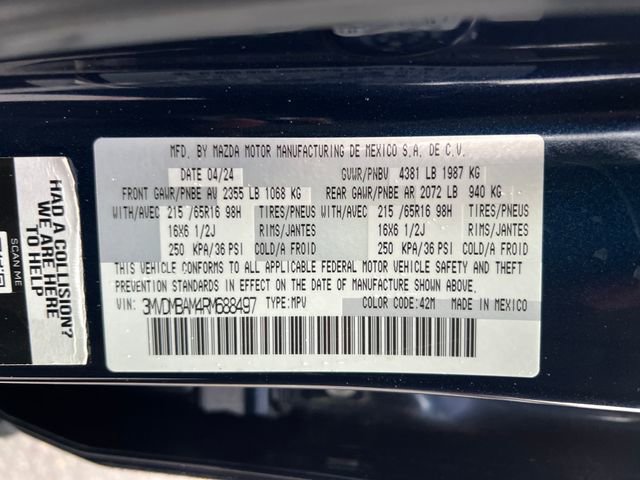 MFD. BY MAZDA MOTOR MANUFACTURING DE MEXICO S.A. DE C.V.
DATE 04/24 GVWR/PNBV 4381 LB 1987 KG
FRONT GAWR/PNBE AV 2355 LB 1068 KG REAR GAWR/PNBE AR 2072 LB 940 KG
WITH/AVEC 215 /65R16 98H TIRES/PNEUS WITH/AVEC 215 /65R16 98H TIRES/PNEUS
16X6 1/2J RIMS/JANTES 16X6 1/2J RIMS/JANTES
250 KPA/36 PSI COLD/A FROID 250 KPA/36 PSI COLD/A FROID
THIS VEHICLE CONFORMS TO ALL APPLICABLE FEDERAL MOTOR VEHICLE SAFETY AND THEFT
PREVENTION STANDARDS IN EFFECT ON THE DATE OF MANUFACTURE SHOWN ABOVE.
VIN: 3MVDMBAM4RM688497 TYPE:MPV COLOR CODE:42M MADE IN MEXICO
HAD A COLLISION?
WE ARE HERE
TO HELP
SCAN ME